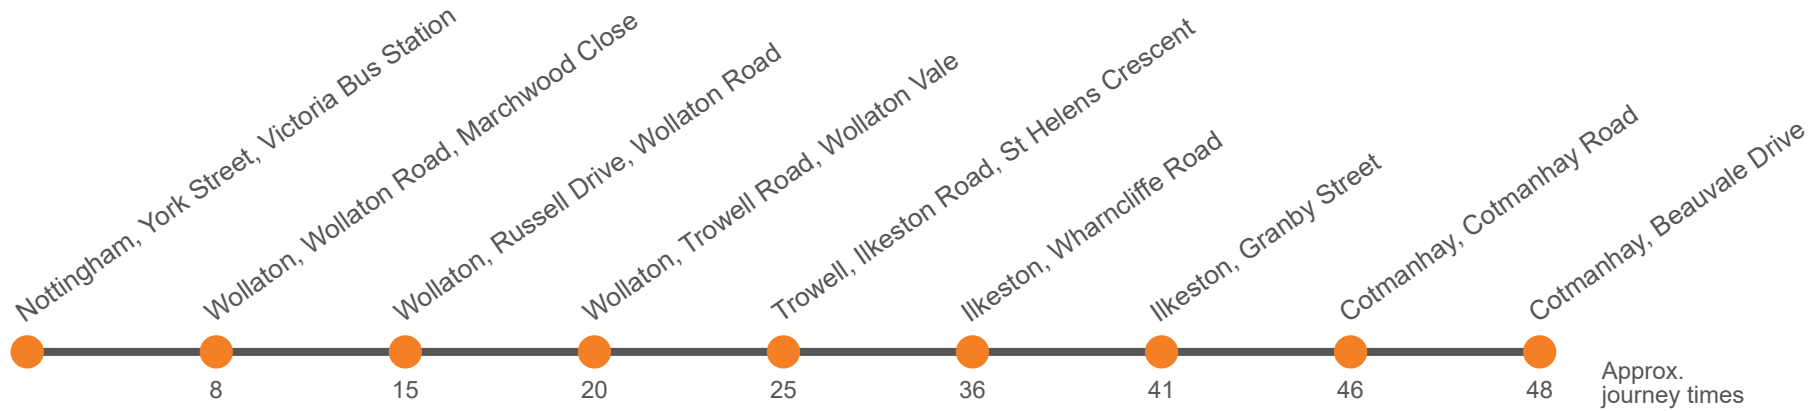 Nottingham, York Street, Victoria Bus Station
Wollaton, Wollaton Road, Marchwood Close
Wollaton, Russell Drive, Wollaton Road
Wollaton, Trowell Road, Wollaton Vale
Trowell, Ilkeston Road, St Helens Crescent
Ilkeston, Wharncliffe Road
Ilkeston, Granby Street
Cotmanhay, Cotmanhay Road
Cotmanhay, Beauvale Drive
8
15
20
25
36
41
46
48
Approx.
journey times